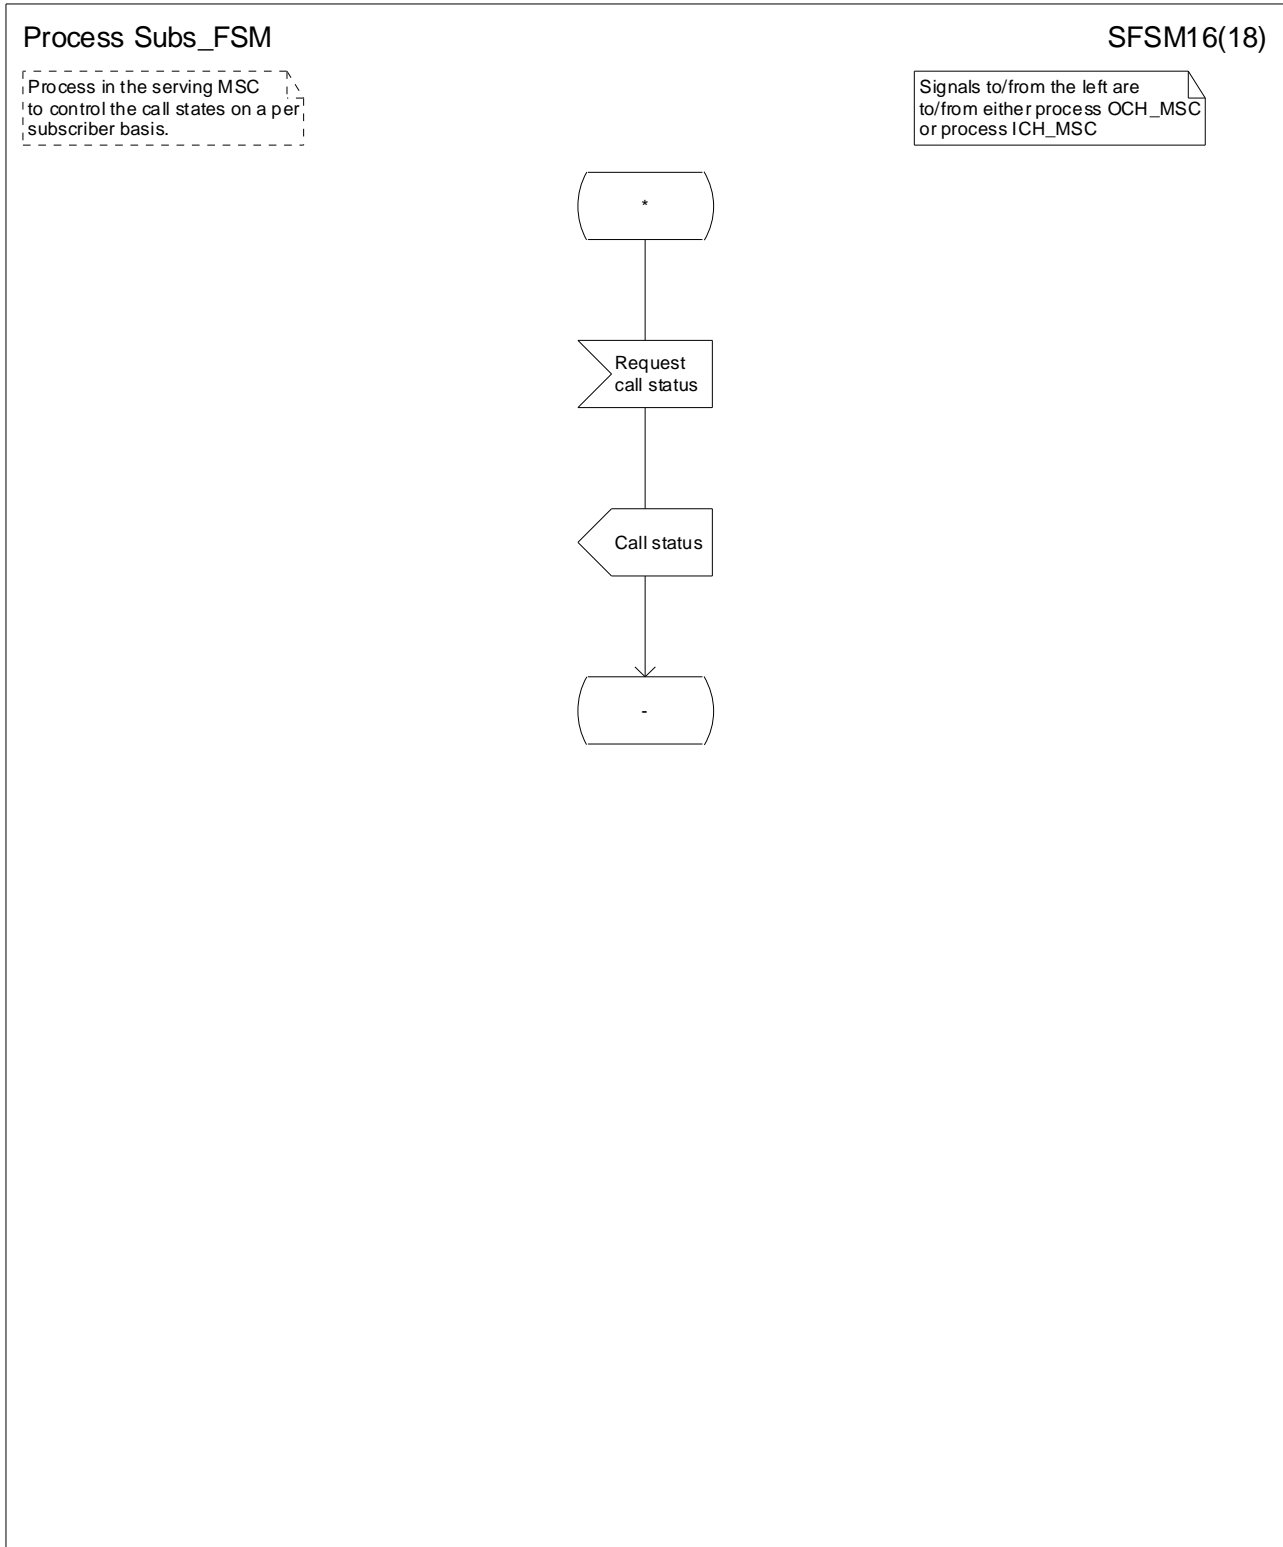 Process Subs_FSM
SFSM16(18)
Process in the serving MSC
to control the call states on a per
subscriber basis.
Signals to/from the left are
to/from either process OCH_MSC
or process ICH_MSC
*
Request
call status
Call status
-